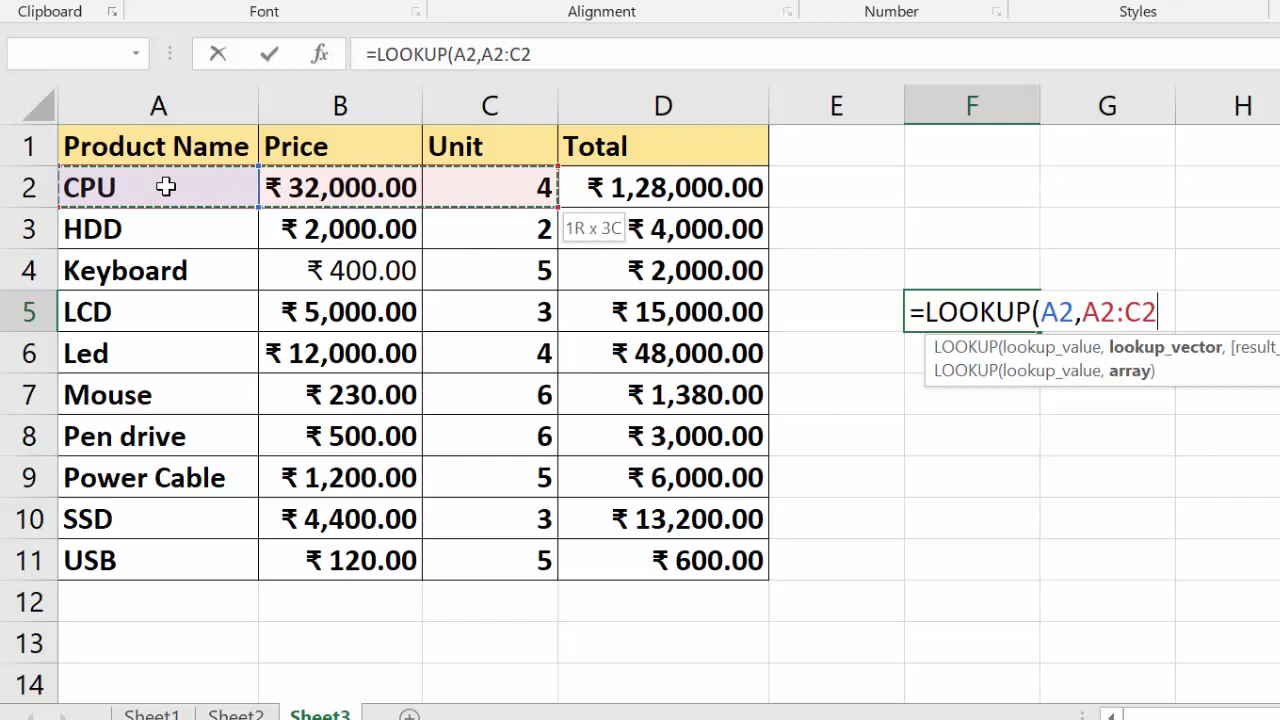 Clipboard Font Alignment Number Styles
fx =LOOKUP(A2,A2:C2
A B C D E F G H
1 Product Name Price Unit Total
2 CPU ₹ 32,000.00 4 ₹ 1,28,000.00
3 HDD ₹ 2,000.00 2 1R x 3C ₹ 4,000.00
4 Keyboard ₹ 400.00 5 ₹ 2,000.00
5 LCD ₹ 5,000.00 3 ₹ 15,000.00 =LOOKUP(A2,A2:C2
LOOKUP(lookup_value, lookup_vector, [result_
6 Led ₹ 12,000.00 4 ₹ 48,000.00
LOOKUP(lookup_value, array)
7 Mouse ₹ 230.00 6 ₹ 1,380.00
8 Pen drive ₹ 500.00 6 ₹ 3,000.00
9 Power Cable ₹ 1,200.00 5 ₹ 6,000.00
10 SSD ₹ 4,400.00 3 ₹ 13,200.00
11 USB ₹ 120.00 5 ₹ 600.00
12
13
14
Sheet1 Sheet2 Sheet3